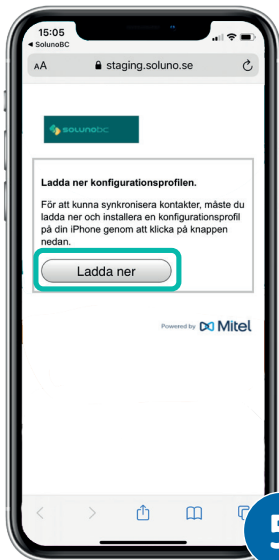 15:05
◀ SolunoBC
AA staging.soluno.se
solunobc
Ladda ner konfigurationsprofilen.
För att kunna synkronisera kontakter, måste du
ladda ner och installera en konfigurationsprofil
på din iPhone genom att klicka på knappen
nedan.
Ladda ner
Powered by Mitel
5